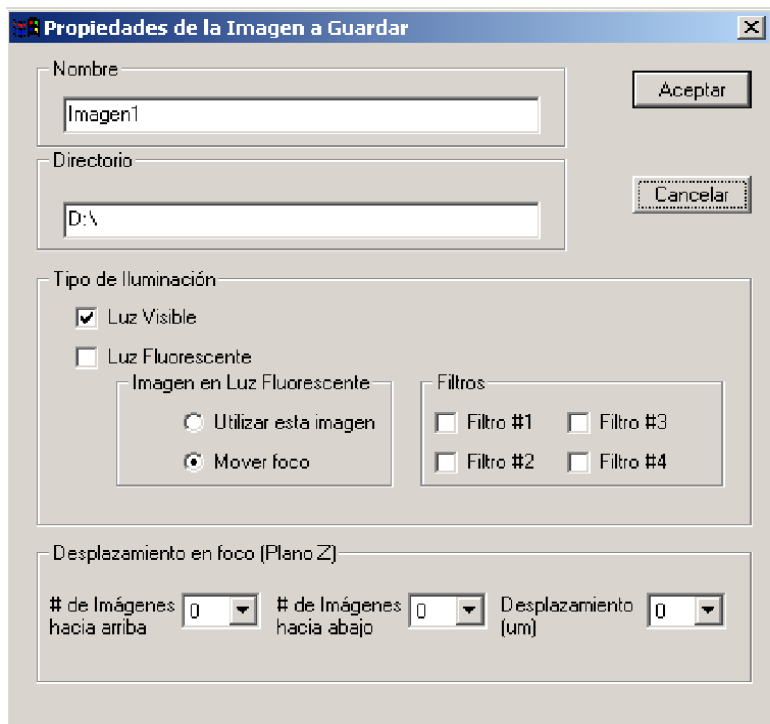 Propiedades de la Imagen a Guardar
Nombre
Imagen1
Aceptar
Directorio
D:\
Cancelar
Tipo de Iluminación
Luz Visible
Luz Fluorescente
Imagen en Luz Fluorescente
Utilizar esta imagen
Mover foco
Filtros
Filtro #1
Filtro #3
Filtro #2
Filtro #4
Desplazamiento en foco (Plano Z)
# de Imágenes
hacia arriba
0
# de Imágenes
hacia abajo
0
Desplazamiento
(um)
0